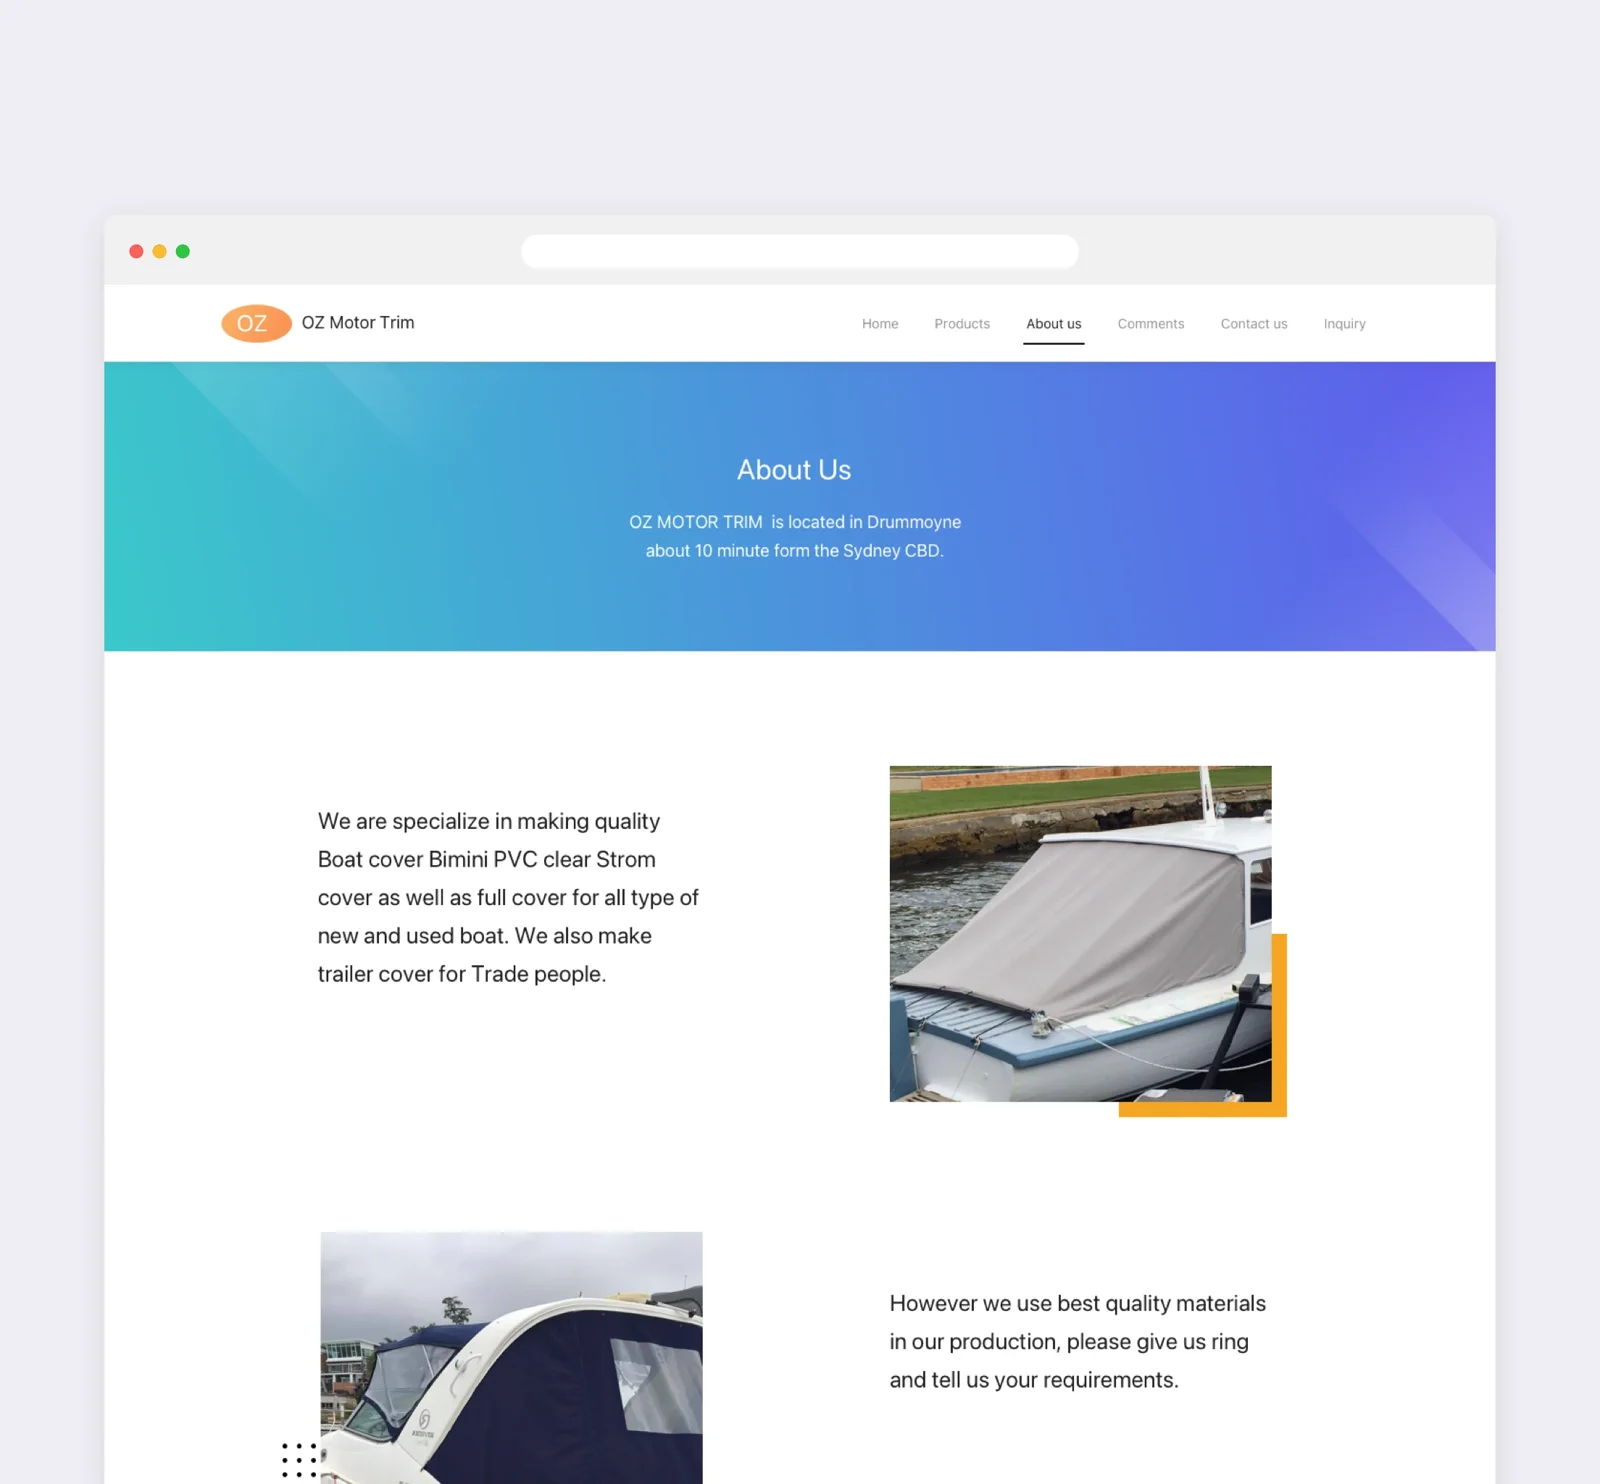 OZ
OZ Motor Trim
Home Products About us Comments Contact us Inquiry
About Us
OZ MOTOR TRIM  is located in Drummoyne
about 10 minute form the Sydney CBD.
We are specialize in making quality
Boat cover Bimini PVC clear Strom
cover as well as full cover for all type of
new and used boat. We also make
trailer cover for Trade people.
However we use best quality materials
in our production, please give us ring
and tell us your requirements.